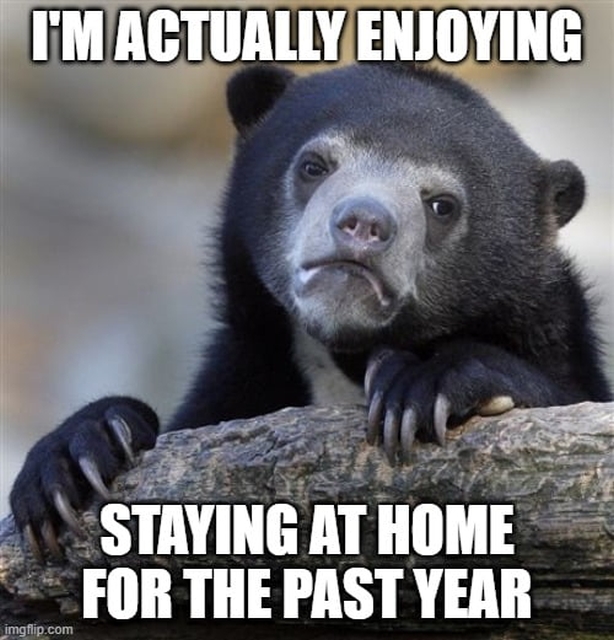 I'M ACTUALLY ENJOYING
STAYING AT HOME
FOR THE PAST YEAR
imgflip.com